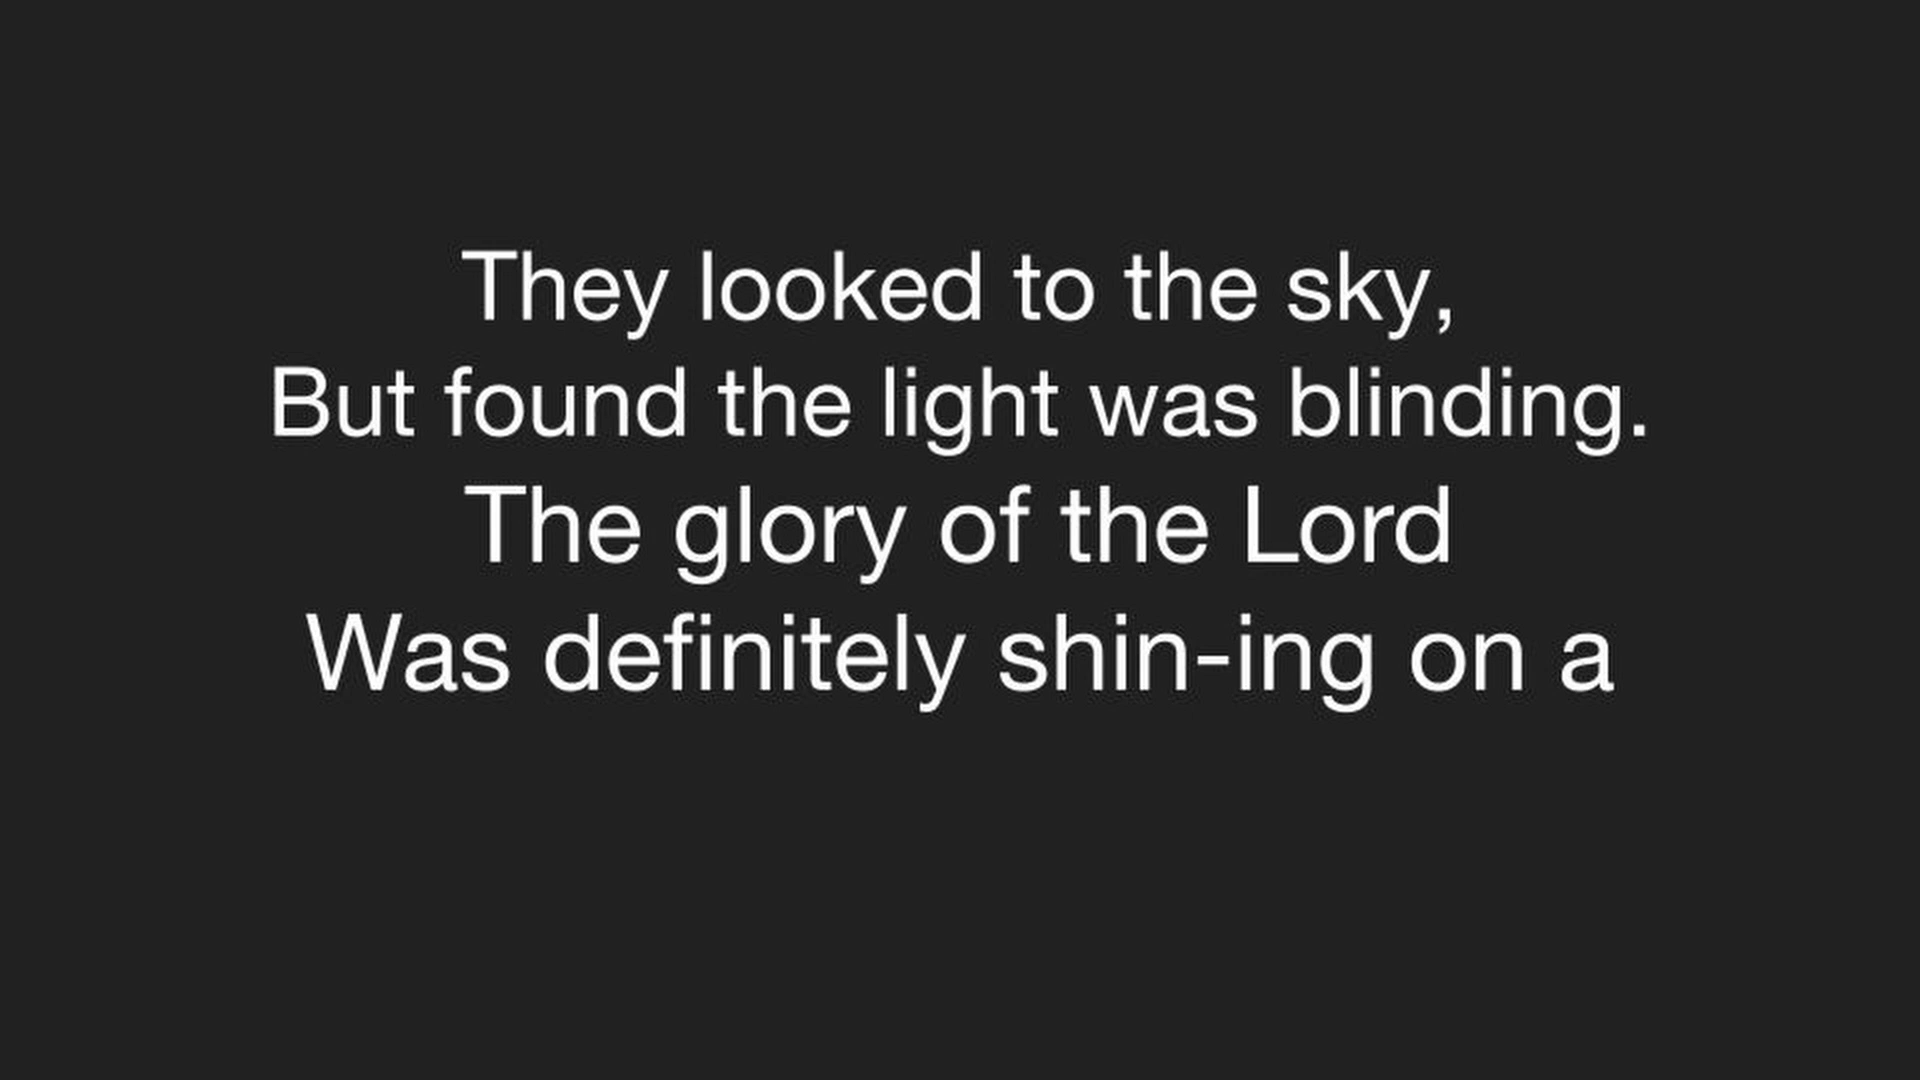 They looked to the sky,
But found the light was blinding.
The glory of the Lord
Was definitely shin-ing on a